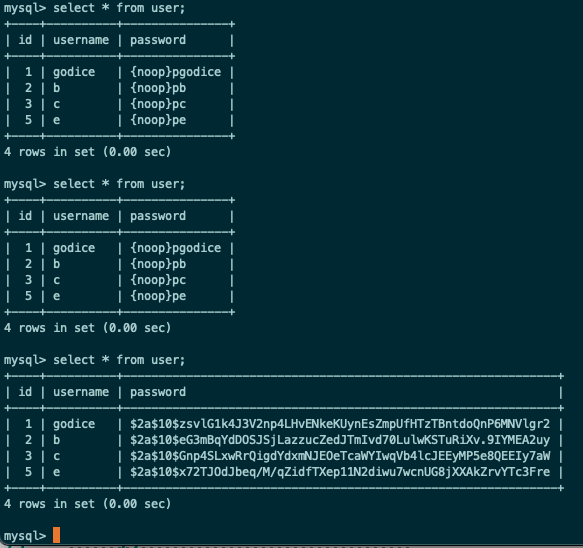 mysql> select * from user;
+----+----------+----------------+
| id | username | password       |
+----+----------+----------------+
|  1 | godice   | {noop}pgodice |
|  2 | b        | {noop}pb      |
|  3 | c        | {noop}pc      |
|  5 | e        | {noop}pe      |
+----+----------+----------------+
4 rows in set (0.00 sec)
mysql> select * from user;
+----+----------+----------------+
| id | username | password       |
+----+----------+----------------+
|  1 | godice   | {noop}pgodice |
|  2 | b        | {noop}pb      |
|  3 | c        | {noop}pc      |
|  5 | e        | {noop}pe      |
+----+----------+----------------+
4 rows in set (0.00 sec)
mysql> select * from user;
+----+----------+--------------------------------------------------------------+
| id | username | password                                                     |
+----+----------+--------------------------------------------------------------+
|  1 | godice   | $2a$10$zsvlG1k4J3V2np4LHvENkeKUynEsZmpUfHTzTBntdoQnP6MNVlgr2 |
|  2 | b        | $2a$10$eG3mBqYdDOSJSjLazzucZedJTmIvd70LulwKSTuRiXv.9IYMEA2uy |
|  3 | c        | $2a$10$Gnp4SLxwRrQigdYdxmNJEOeTcaWYIwqVb4lcJEEyMP5e8QEEIy7aW |
|  5 | e        | $2a$10$x72TJOdJbeq/M/qZidfTXep11N2diwu7wcnUG8jXXAkZrvYTc3Fre |
+----+----------+--------------------------------------------------------------+
4 rows in set (0.00 sec)
mysql>